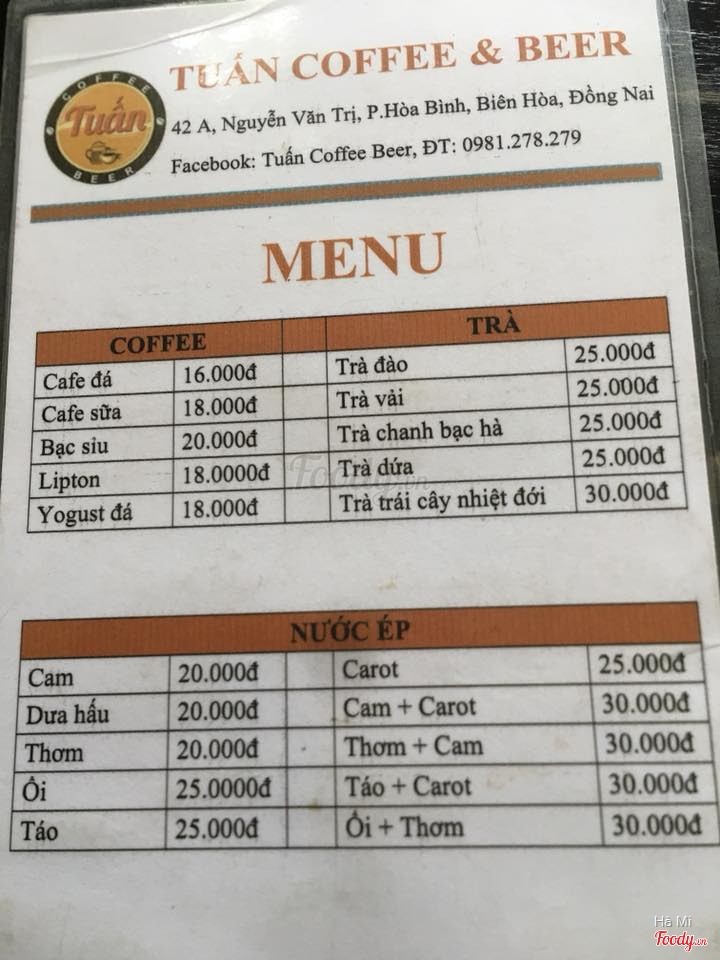 COFFEE
Tuấn
BEER
TUẤN COFFEE & BEER
42 A, Nguyễn Văn Trị, P.Hòa Bình, Biên Hòa, Đồng Nai
Facebook: Tuấn Coffee Beer, ĐT: 0981.278.279
MENU
COFFEE TRÀ
Cafe đá 16.000đ Trà đào 25.000đ
Cafe sữa 18.000đ Trà vải 25.000đ
Bạc sỉu 20.000đ Trà chanh bạc hà 25.000đ
Lipton 18.0000đ Trà dứa 25.000đ
Yogust đá 18.000đ Trà trái cây nhiệt đới 30.000đ
Foody.vn
NƯỚC ÉP
Cam 20.000đ Carot 25.000đ
Dưa hấu 20.000đ Cam + Carot 30.000đ
Thơm 20.000đ Thơm + Cam 30.000đ
Ổi 25.0000đ Táo + Carot 30.000đ
Táo 25.000đ Ổi + Thơm 30.000đ
Hà Mi
Foody.vn